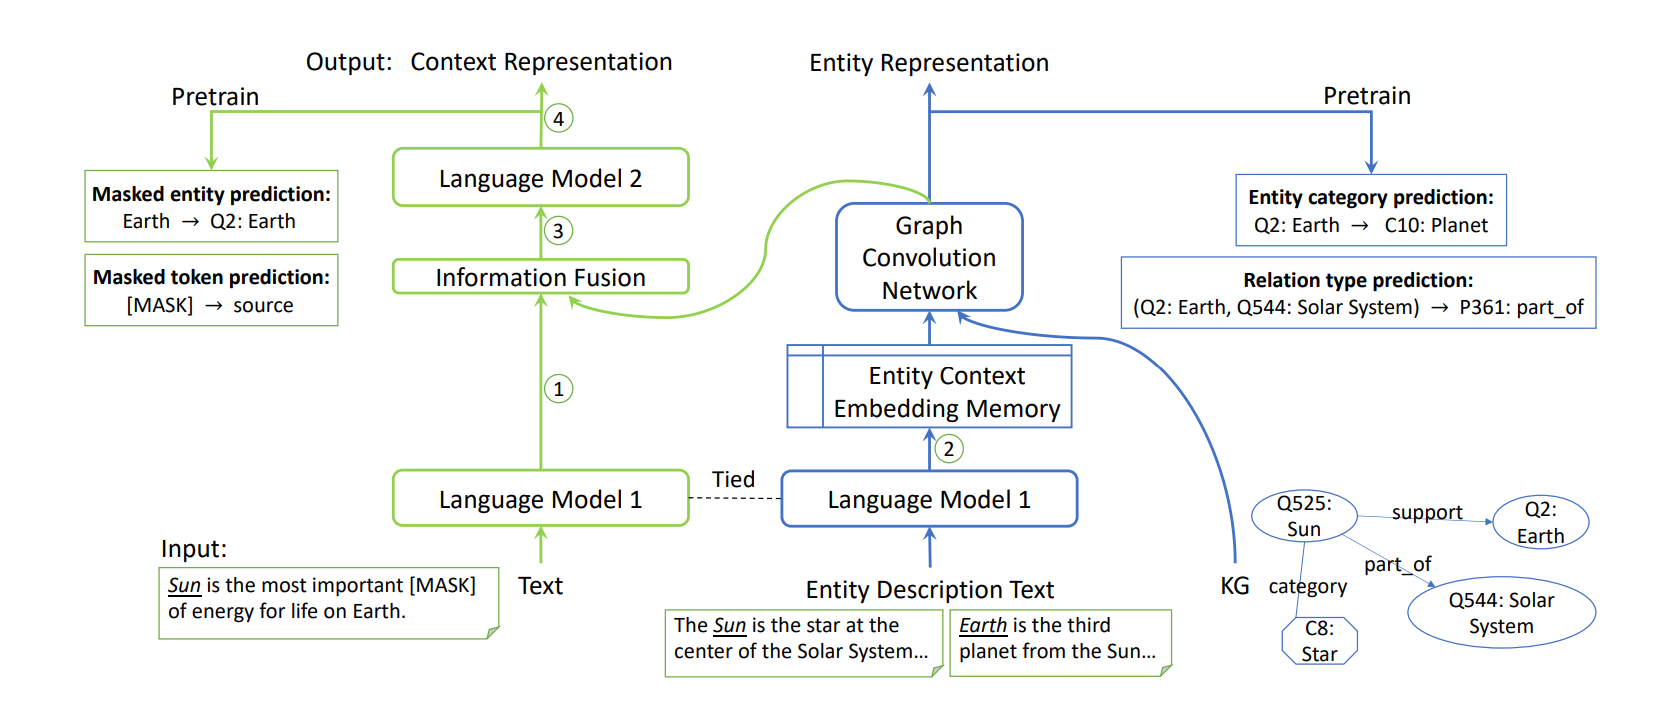 Output: Context Representation
Entity Representation
Pretrain
Pretrain
4
Language Model 2
Masked entity prediction:
Earth → Q2: Earth
Masked token prediction:
[MASK] → source
3
Information Fusion
Graph
Convolution
Network
Entity category prediction:
Q2: Earth → C10: Planet
Relation type prediction:
(Q2: Earth, Q544: Solar System) → P361: part_of
1
Entity Context
Embedding Memory
2
Language Model 1
Tied
Language Model 1
Input:
Sun is the most important [MASK]
of energy for life on Earth.
Text
Entity Description Text
The Sun is the star at the
center of the Solar System...
Earth is the third
planet from the Sun...
KG
Q525:
Sun
support
Q2:
Earth
part_of
category
Q544: Solar
System
C8:
Star